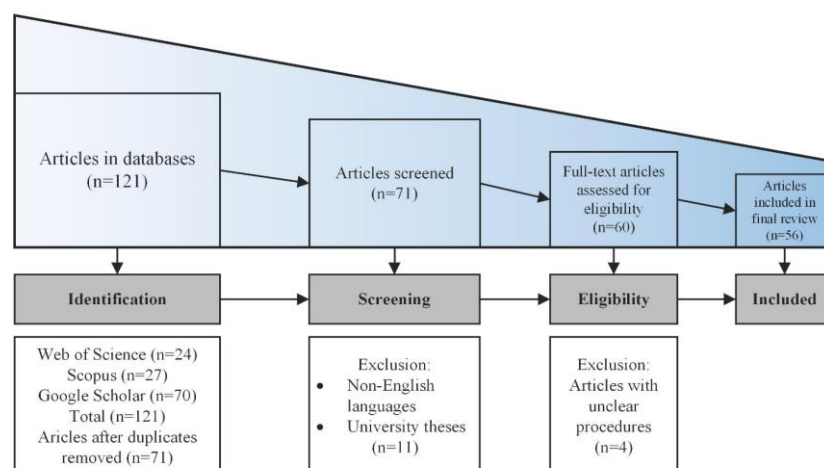 Articles in databases
(n=121)
Articles screened
(n=71)
Full-text articles
assessed for
eligibility
(n=60)
Articles
included in
final review
(n=56)
Identification
Screening
Eligibility
Included
Web of Science (n=24)
Scopus (n=27)
Google Scholar (n=70)
Total (n=121)
Aricles after duplicates
removed (n=71)
Exclusion:
• Non-English
languages
• University theses
(n=11)
Exclusion:
Articles with
unclear
procedures
(n=4)